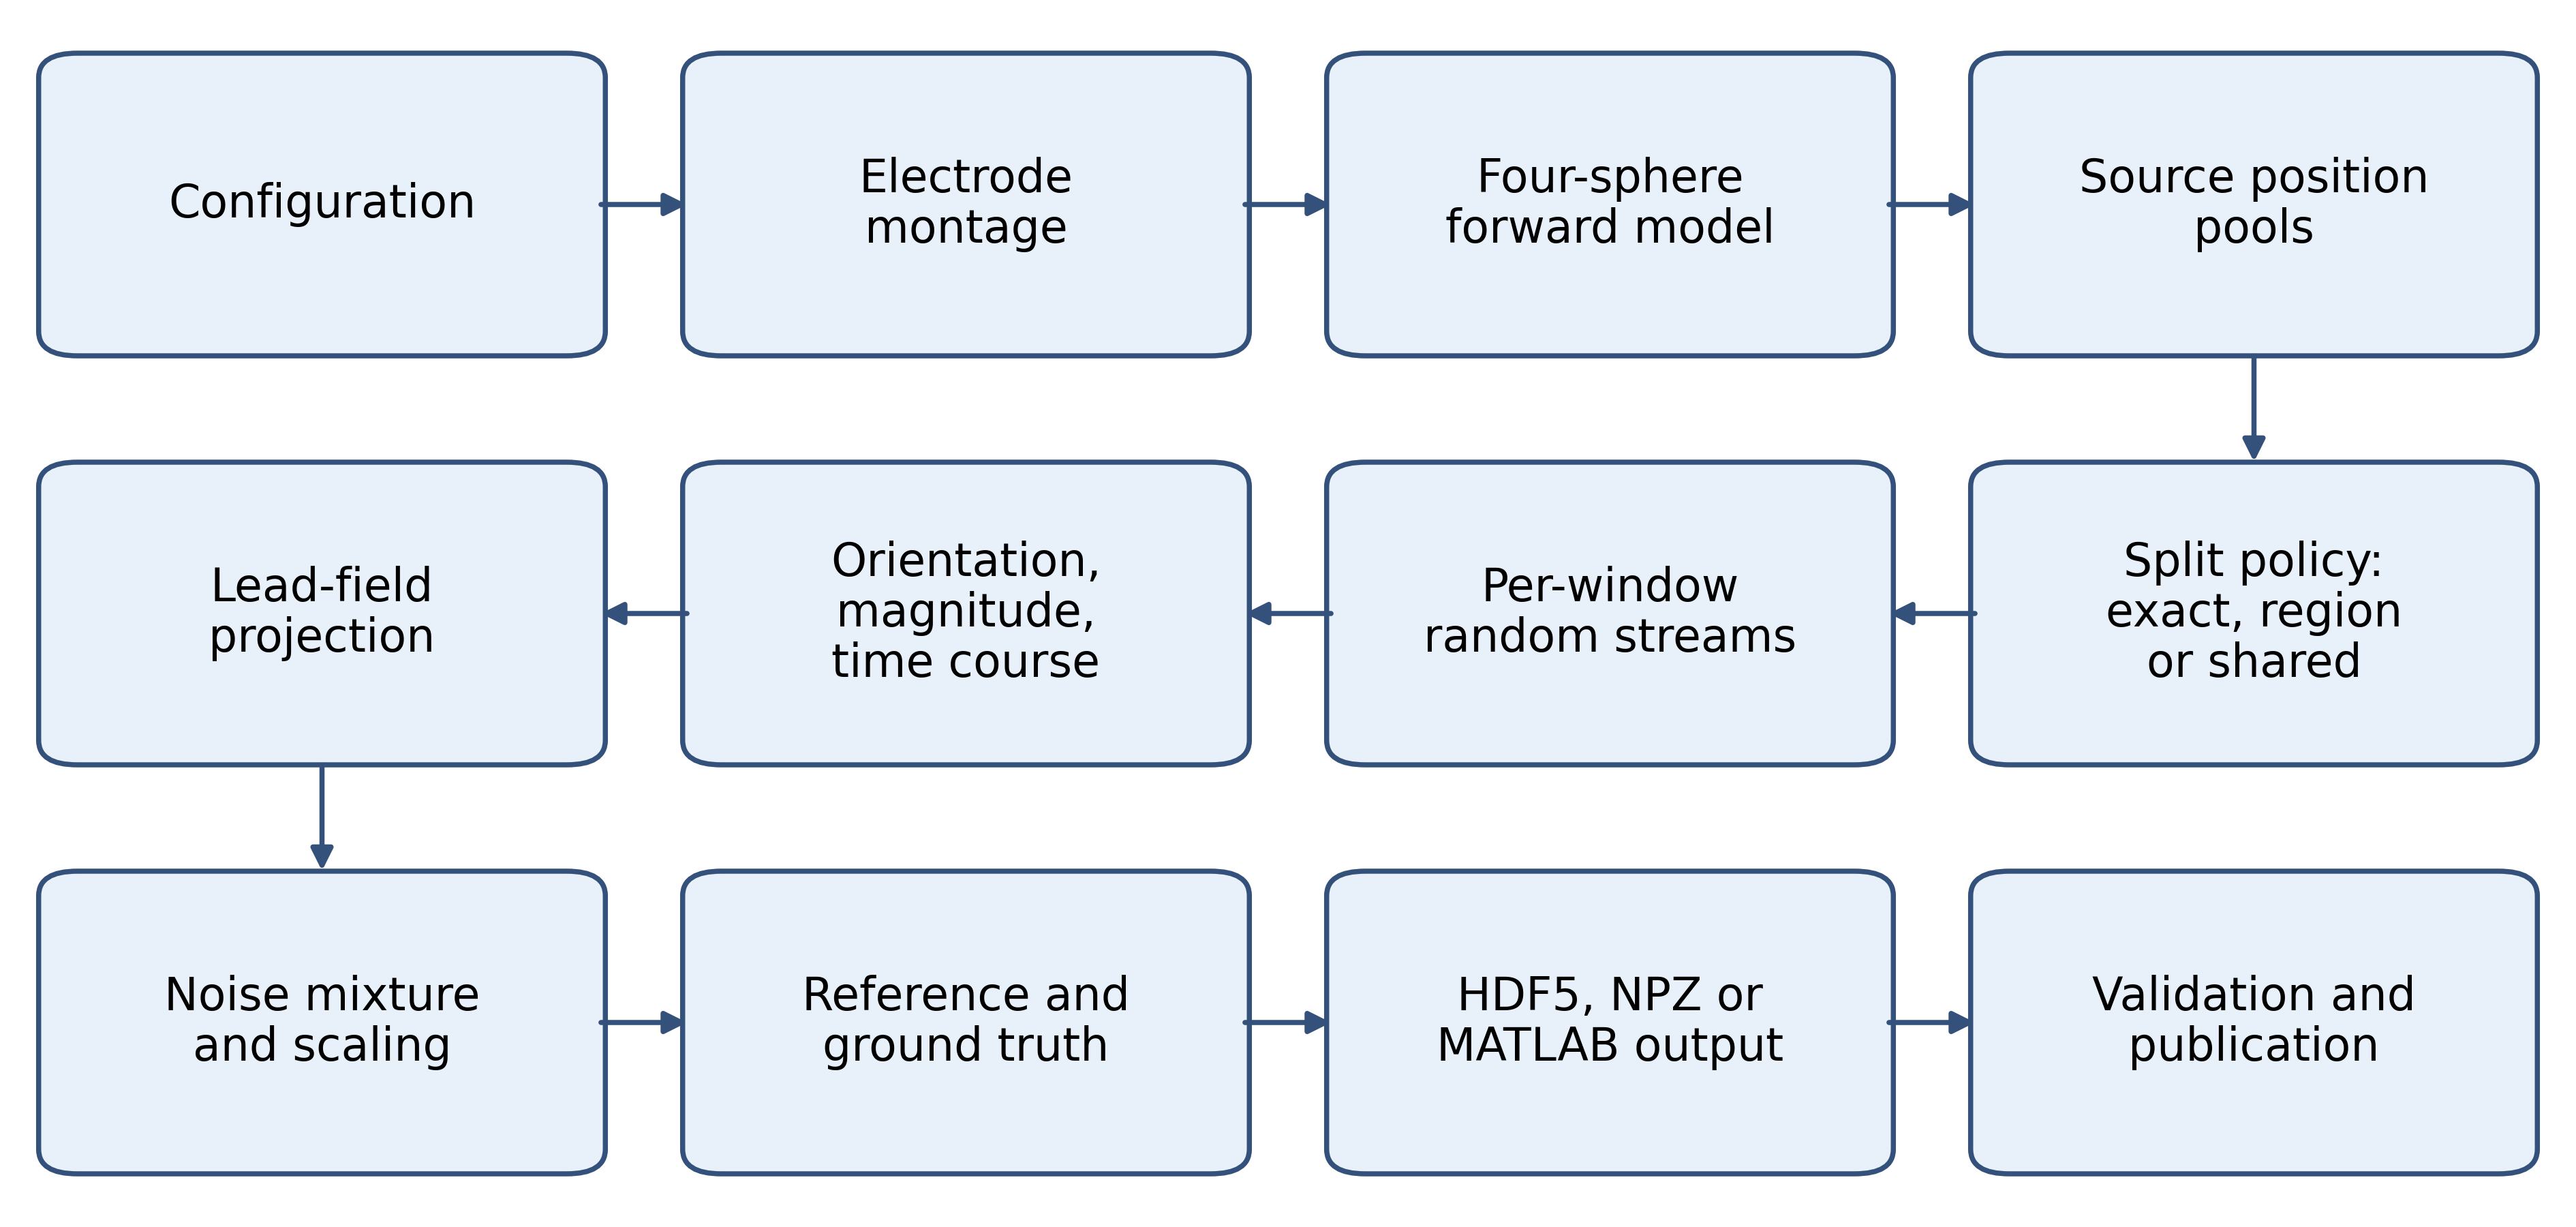 Configuration
Electrode
montage
Four-sphere
forward model
Source position
pools
Lead-field
projection
Orientation,
magnitude,
time course
Per-window
random streams
Split policy:
exact, region
or shared
Noise mixture
and scaling
Reference and
ground truth
HDF5, NPZ or
MATLAB output
Validation and
publication